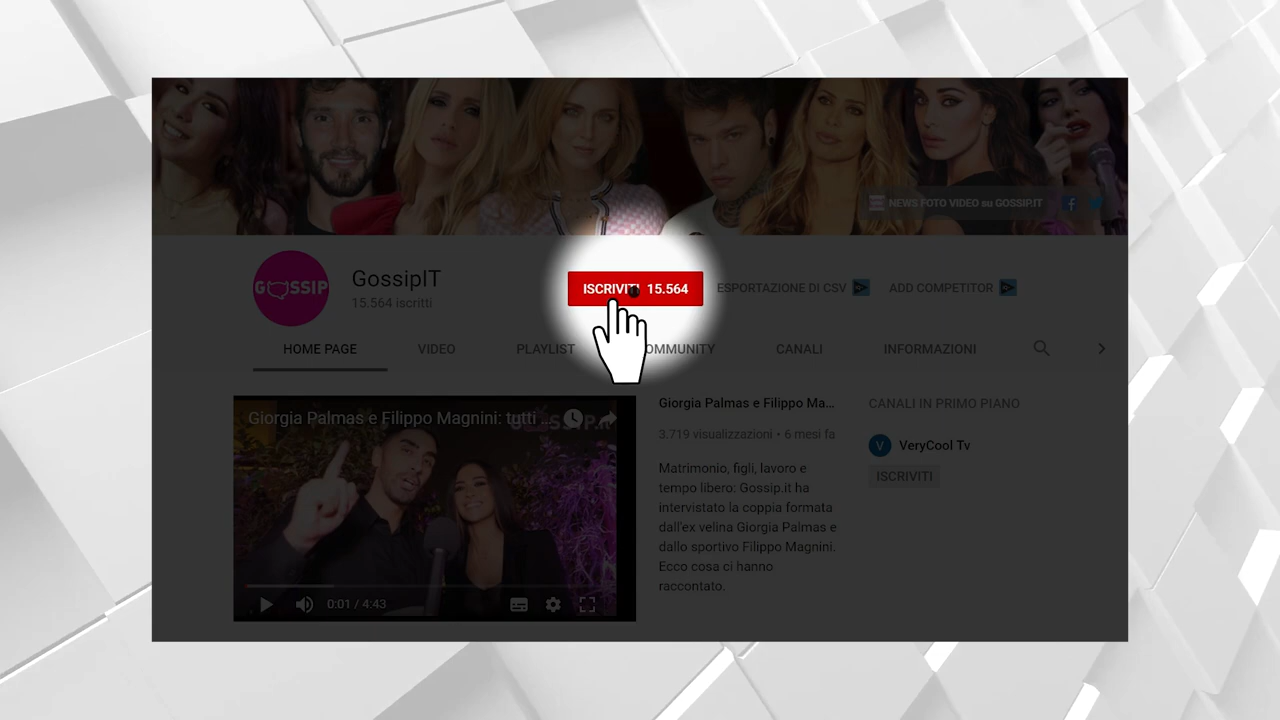 NEWS FOTO VIDEO su GOSSIP.IT
GOSSIP
GossipIT
15.564 iscritti
ISCRIVITI 15.564
ESPORTAZIONE DI CSV
ADD COMPETITOR
HOME PAGE
VIDEO
PLAYLIST
COMMUNITY
CANALI
INFORMAZIONI
Giorgia Palmas e Filippo Magnini: tutti ...
0:01 / 4:43
Giorgia Palmas e Filippo Ma...
3.719 visualizzazioni • 6 mesi fa
Matrimonio, figli, lavoro e
tempo libero: Gossip.it ha
intervistato la coppia formata
dall'ex velina Giorgia Palmas e
dallo sportivo Filippo Magnini.
Ecco cosa ci hanno
raccontato.
CANALI IN PRIMO PIANO
V
VeryCool Tv
ISCRIVITI